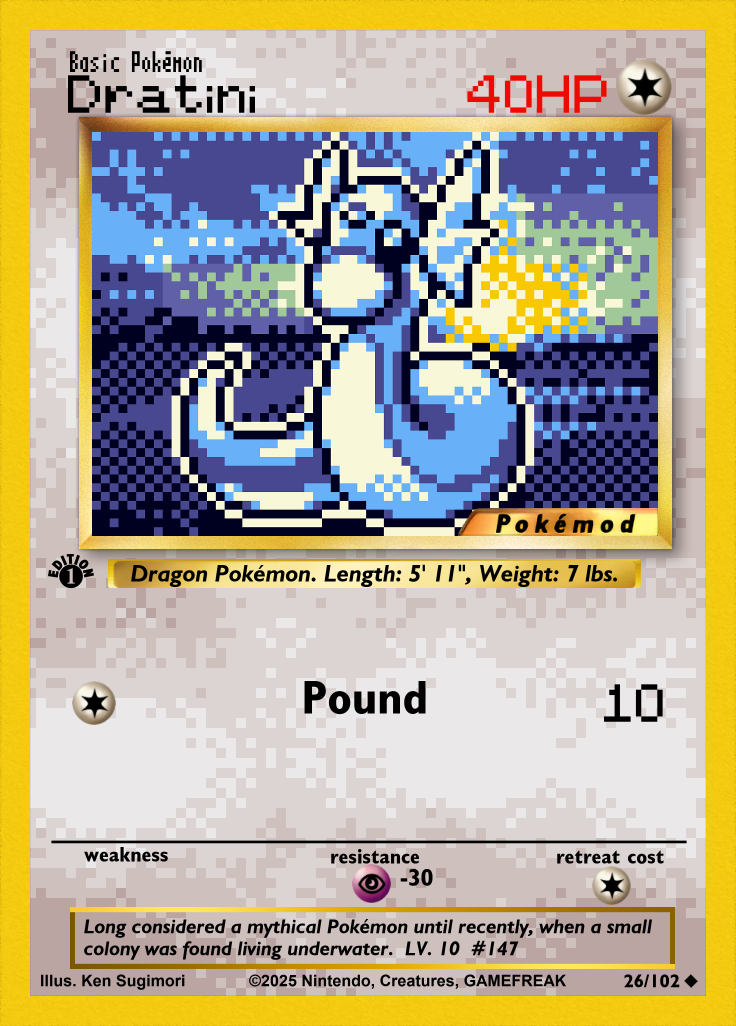 Basic Pokémon
Dratini
40HP
Pokémod
EDITION
1
Dragon Pokémon. Length: 5' 11", Weight: 7 lbs.
Pound
10
weakness
resistance
retreat cost
-30
Long considered a mythical Pokémon until recently, when a small
colony was found living underwater. LV. 10 #147
Illus. Ken Sugimori
©2025 Nintendo, Creatures, GAMEFREAK
26/102